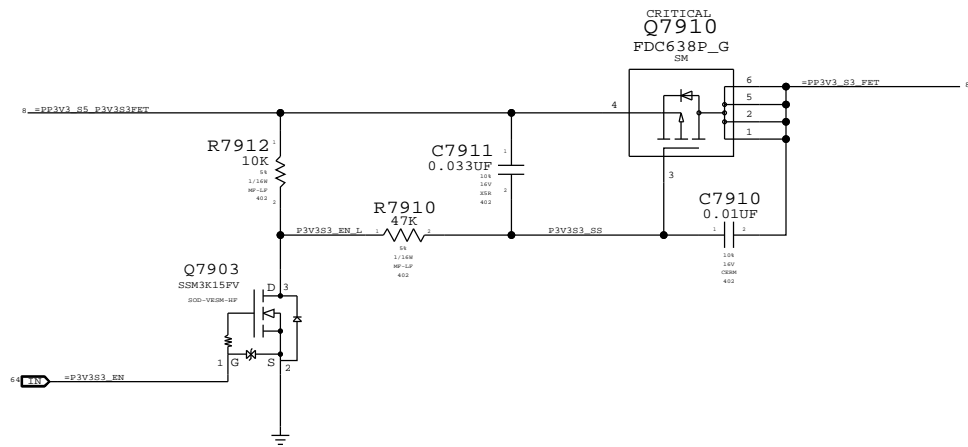 CRITICAL
Q7910
FDC638P_G
SM
6
=PP3V3_S3_FET
8
5
4
8
=PP3V3_S5_P3V3S3FET
2
1
R7912
1
C7911
1
10K
0.033UF
5%
10%
3
1/16W
16V
MF-LF
X5R
402
402
2
2
C7910
R7910
0.01UF
47K
P3V3S3_EN_L
1
2
P3V3S3_SS
1
2
5%
1/16W
MF-LF
402
10%
16V
CERM
402
Q7903
SSM3K15FV
D 3
SOD-VESM-HF
1 G
S
2
64
IN
=P3V3S3_EN